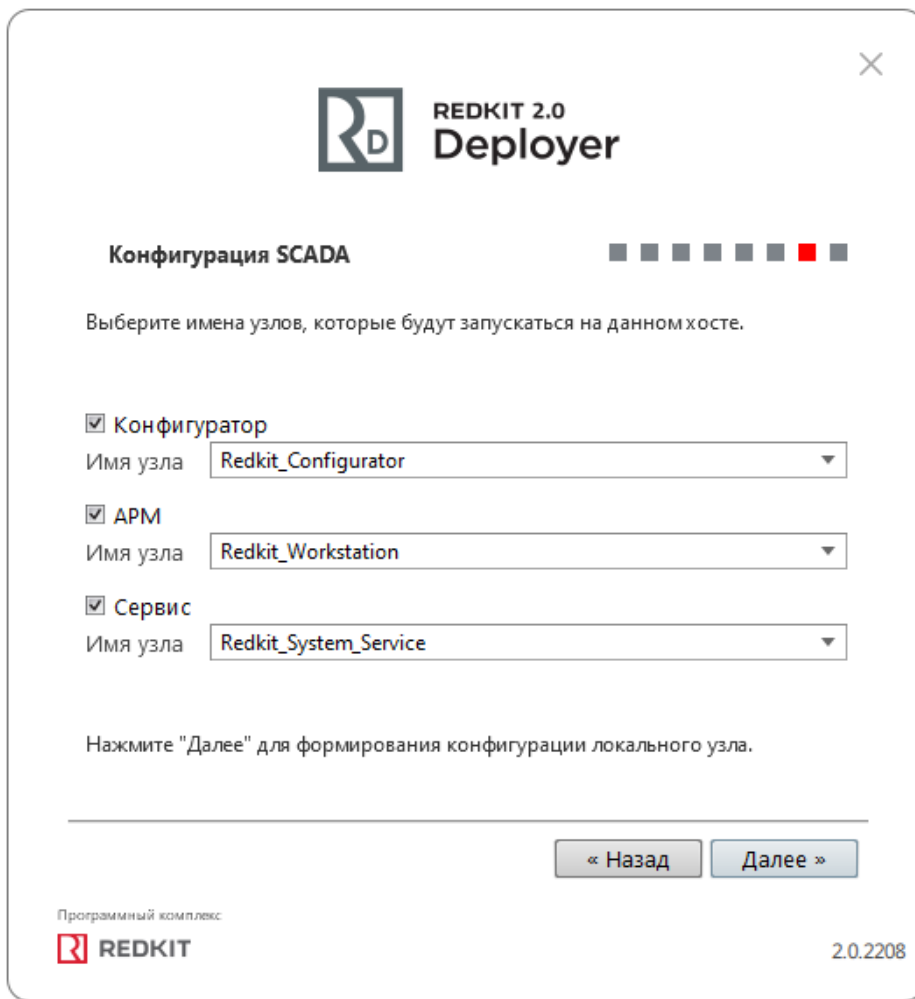 REDKIT 2.0
Deployer
Конфигурация SCADA
Выберите имена узлов, которые будут запускаться на данном хосте.
Конфигуратор
Имя узла Redkit_Configurator
АРМ
Имя узла Redkit_Workstation
Сервис
Имя узла Redkit_System_Service
Нажмите "Далее" для формирования конфигурации локального узла.
« Назад Далее »
Программный комплекс
REDKIT
2.0.2208